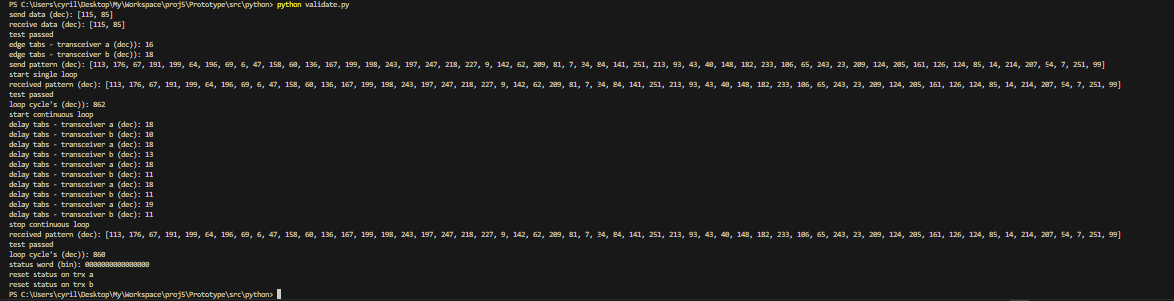 PS C:\Users\cyril\Desktop\My\Workspace\proj5\Prototype\src\python> python validate.py
send data (dec): [115, 85]
receive data (dec): [115, 85]
test passed
edge tabs - transceiver a (dec)): 16
edge tabs - transceiver b (dec)): 18
send pattern (dec): [113, 176, 67, 191, 199, 64, 196, 69, 6, 47, 158, 60, 136, 167, 199, 198, 243, 197, 247, 218, 227, 9, 142, 62, 209, 81, 7, 34, 84, 141, 251, 213, 93, 43, 40, 148, 182, 233, 106, 65, 243, 23, 209, 124, 205, 161, 126, 124, 85, 14, 214, 207, 54, 7, 251, 99]
start single loop
received pattern (dec): [113, 176, 67, 191, 199, 64, 196, 69, 6, 47, 158, 60, 136, 167, 199, 198, 243, 197, 247, 218, 227, 9, 142, 62, 209, 81, 7, 34, 84, 141, 251, 213, 93, 43, 40, 148, 182, 233, 106, 65, 243, 23, 209, 124, 205, 161, 126, 124, 85, 14, 214, 207, 54, 7, 251, 99]
test passed
loop cycle's (dec)): 862
start continuous loop
delay tabs - transceiver a (dec): 18
delay tabs - transceiver b (dec): 10
delay tabs - transceiver a (dec): 18
delay tabs - transceiver b (dec): 13
delay tabs - transceiver a (dec): 18
delay tabs - transceiver b (dec): 11
delay tabs - transceiver a (dec): 18
delay tabs - transceiver b (dec): 11
delay tabs - transceiver a (dec): 19
delay tabs - transceiver b (dec): 11
stop continuous loop
received pattern (dec): [113, 176, 67, 191, 199, 64, 196, 69, 6, 47, 158, 60, 136, 167, 199, 198, 243, 197, 247, 218, 227, 9, 142, 62, 209, 81, 7, 34, 84, 141, 251, 213, 93, 43, 40, 148, 182, 233, 106, 65, 243, 23, 209, 124, 205, 161, 126, 124, 85, 14, 214, 207, 54, 7, 251, 99]
test passed
loop cycle's (dec)): 860
status word (bin): 0000000000000000
reset status on trx a
reset status on trx b
PS C:\Users\cyril\Desktop\My\Workspace\proj5\Prototype\src\python>